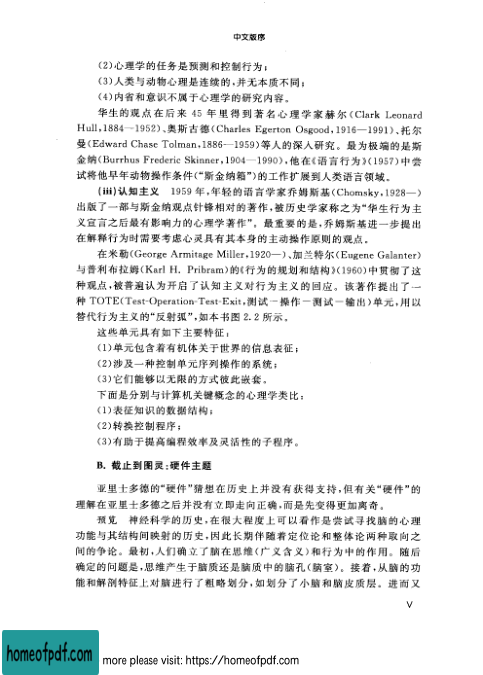 中文版序
(2)心理学的任务是预测和控制行为；
(3)人类与动物心理是连续的，并无本质不同；
(4)内省和意识不属于心理学的研究内容。
华生的观点在后来 45 年里得到著名心理学家赫尔(Clark Leonard
Hull,1884—1952)、奥斯古德(Charles Egerton Osgood,1916—1991)、托尔
曼(Edward Chase Tolman,1886—1959)等人的深入研究。最为极端的是斯
金纳(Burrhus Frederic Skinner,1904—1990),他在《语言行为》(1957)中尝
试将他早年动物操作条件(“斯金纳箱”)的工作扩展到人类语言领域。
(iii)认知主义 1959 年,年轻的语言学家乔姆斯基(Chomsky,1928—)
出版了一部与斯金纳观点针锋相对的著作,被历史学家称之为“华生行为主
义宣言之后最有影响力的心理学著作”。最重要的是,乔姆斯基进一步提出
在解释行为时需要考虑心灵具有其本身的主动操作原则的观点。
在米勒(George Armitage Miller,1920—)、加兰特尔(Eugene Galanter)
与普利布拉姆(Karl H. Pribram)的《行为的规划和结构》(1960)中贯彻了这
种观点,被普遍认为开启了认知主义对行为主义的回应。该著作提出了一
种 TOTE(Test-Operation-Test-Exit,测试－操作－测试－输出)单元,用以
替代行为主义的“反射弧”,如本书图 2.2 所示。
这些单元具有如下主要特征：
(1)单元包含着有机体关于世界的信息表征；
(2)涉及一种控制单元序列操作的系统；
(3)它们能够以无限的方式彼此嵌套。
下面是分别与计算机关键概念的心理学类比：
(1)表征知识的数据结构；
(2)转换控制程序；
(3)有助于提高编程效率及灵活性的子程序。
B. 截止到图灵：硬件主题
亚里士多德的“硬件”猜想在历史上并没有获得支持,但有关“硬件”的
理解在亚里士多德之后并没有立即走向正确,而是先变得更加离奇。
预览 神经科学的历史,在很大程度上可以看作是尝试寻找脑的心理
功能与其结构间映射的历史,因此长期伴随着定位论和整体论两种取向之
间的争论。最初,人们确立了脑在思维(广义含义)和行为中的作用。随后
确定的问题是,思维产生于脑质还是脑质中的脑孔(脑室)。接着,从脑的功
能和解剖特征上对脑进行了粗略划分,如划分了小脑和脑皮质层。进而又
V
homeofpdf.com
more please visit: https://homeofpdf.com